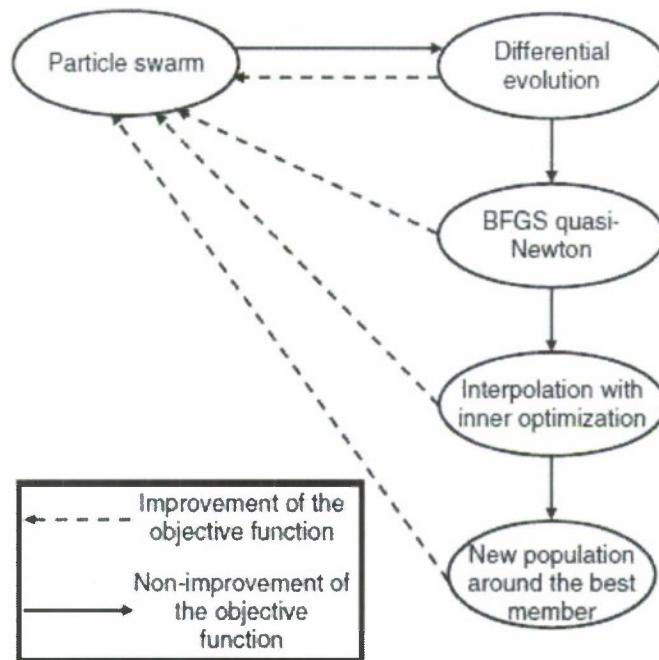 Particle swarm
Differential
evolution
BFGS quasi-
Newton
Interpolation with
inner optimization
New population
around the best
member
Improvement of the
objective function
Non-improvement of
the objective
function